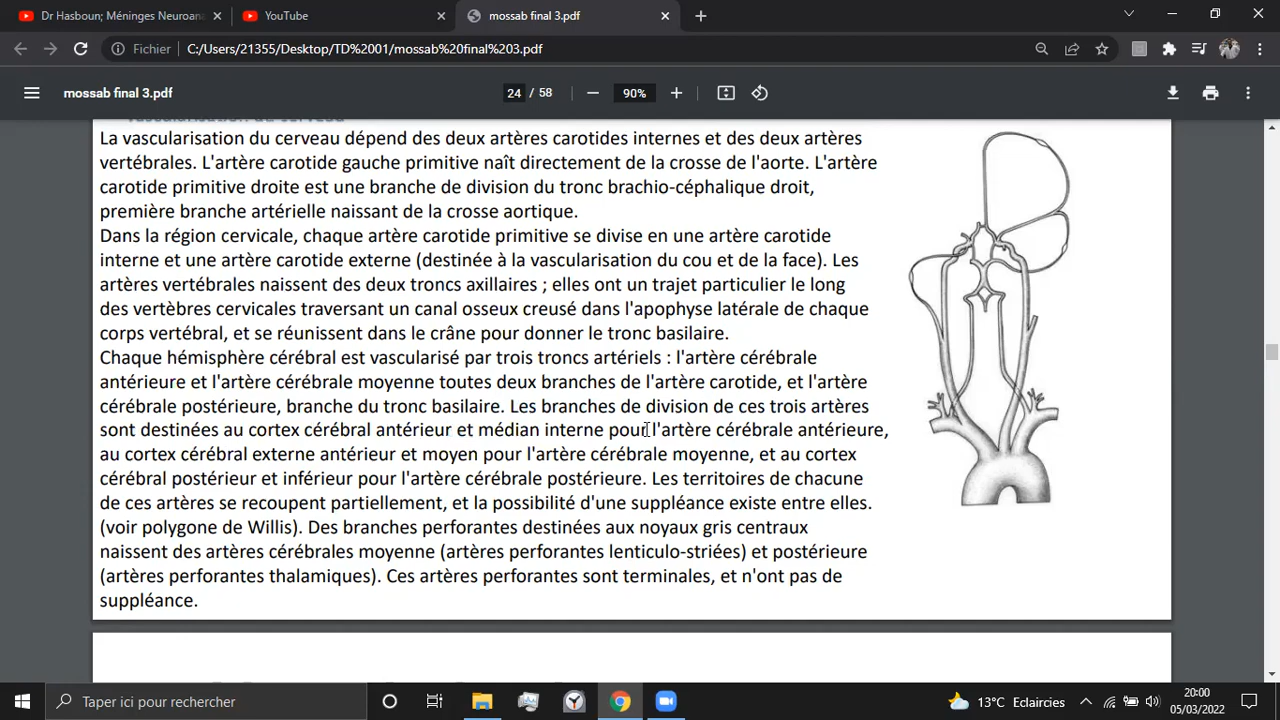 Dr Hasboun; Méninges Neuroana
YouTube
mossab final 3.pdf
Fichier
C:/Users/21355/Desktop/TD%2001/mossab%20final%203.pdf
mossab final 3.pdf
24 / 58
90%
Vascularisation de cerveau
La vascularisation du cerveau dépend des deux artères carotides internes et des deux artères
vertébrales. L'artère carotide gauche primitive naît directement de la crosse de l'aorte. L'artère
carotide primitive droite est une branche de division du tronc brachio-céphalique droit,
première branche artérielle naissant de la crosse aortique.
Dans la région cervicale, chaque artère carotide primitive se divise en une artère carotide
interne et une artère carotide externe (destinée à la vascularisation du cou et de la face). Les
artères vertébrales naissent des deux troncs axillaires ; elles ont un trajet particulier le long
des vertèbres cervicales traversant un canal osseux creusé dans l'apophyse latérale de chaque
corps vertébral, et se réunissent dans le crâne pour donner le tronc basilaire.
Chaque hémisphère cérébral est vascularisé par trois troncs artériels : l'artère cérébrale
antérieure et l'artère cérébrale moyenne toutes deux branches de l'artère carotide, et l'artère
cérébrale postérieure, branche du tronc basilaire. Les branches de division de ces trois artères
sont destinées au cortex cérébral antérieur et médian interne pour l'artère cérébrale antérieure,
au cortex cérébral externe antérieur et moyen pour l'artère cérébrale moyenne, et au cortex
cérébral postérieur et inférieur pour l'artère cérébrale postérieure. Les territoires de chacune
de ces artères se recoupent partiellement, et la possibilité d'une suppléance existe entre elles.
(voir polygone de Willis). Des branches perforantes destinées aux noyaux gris centraux
naissent des artères cérébrales moyenne (artères perforantes lenticulo-striées) et postérieure
(artères perforantes thalamiques). Ces artères perforantes sont terminales, et n'ont pas de
suppléance.
Taper ici pour rechercher
13°C Eclaircies
20:00
05/03/2022